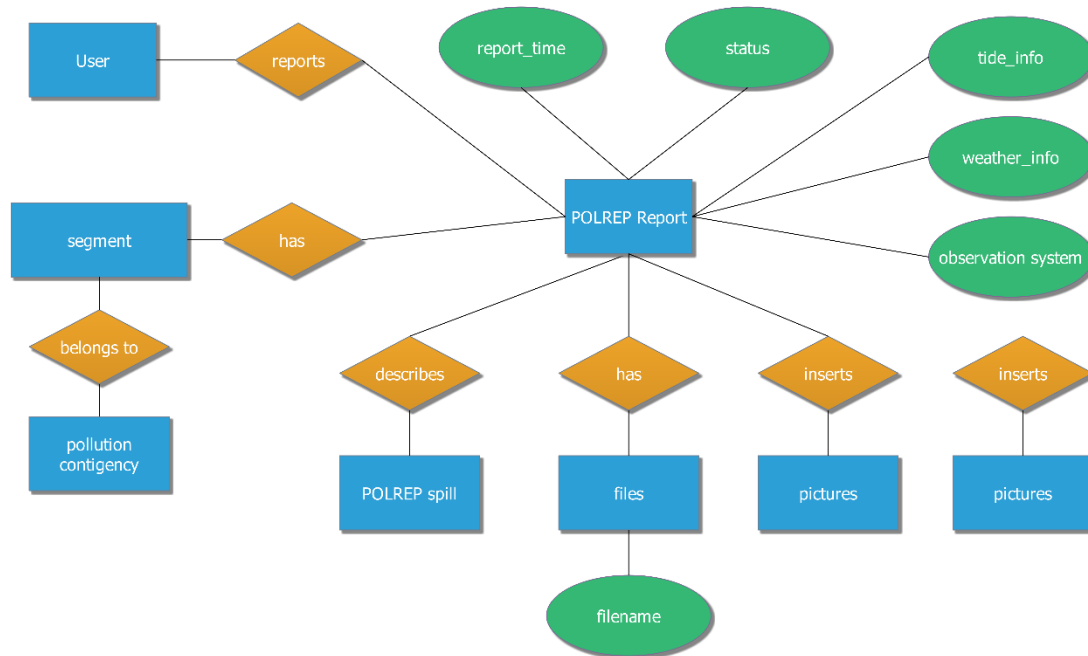 User
reports
report_time
status
tide_info
weather_info
segment
has
POLREP Report
observation system
belongs to
describes
has
inserts
inserts
pollution
contigency
POLREP spill
files
pictures
pictures
filename